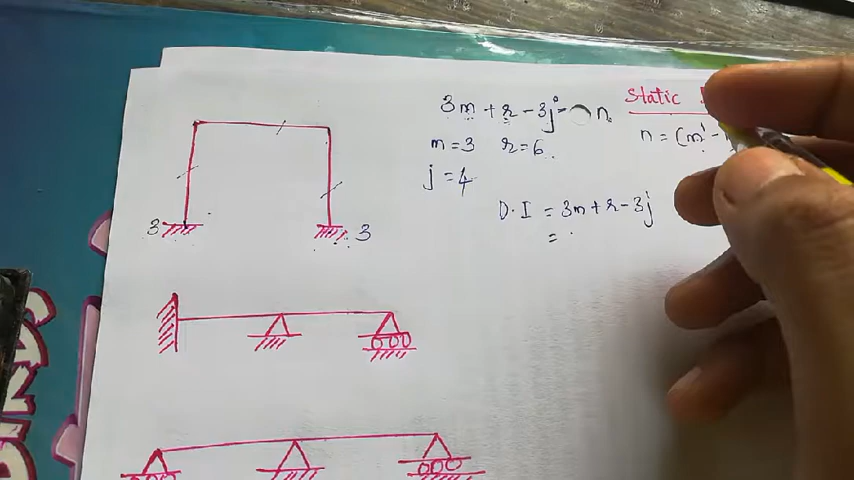 3m + r - 3j = n.
Static
m = 3 r = 6
n = (m' -
j = 4
D.I = 3m + r - 3j
=
3 3